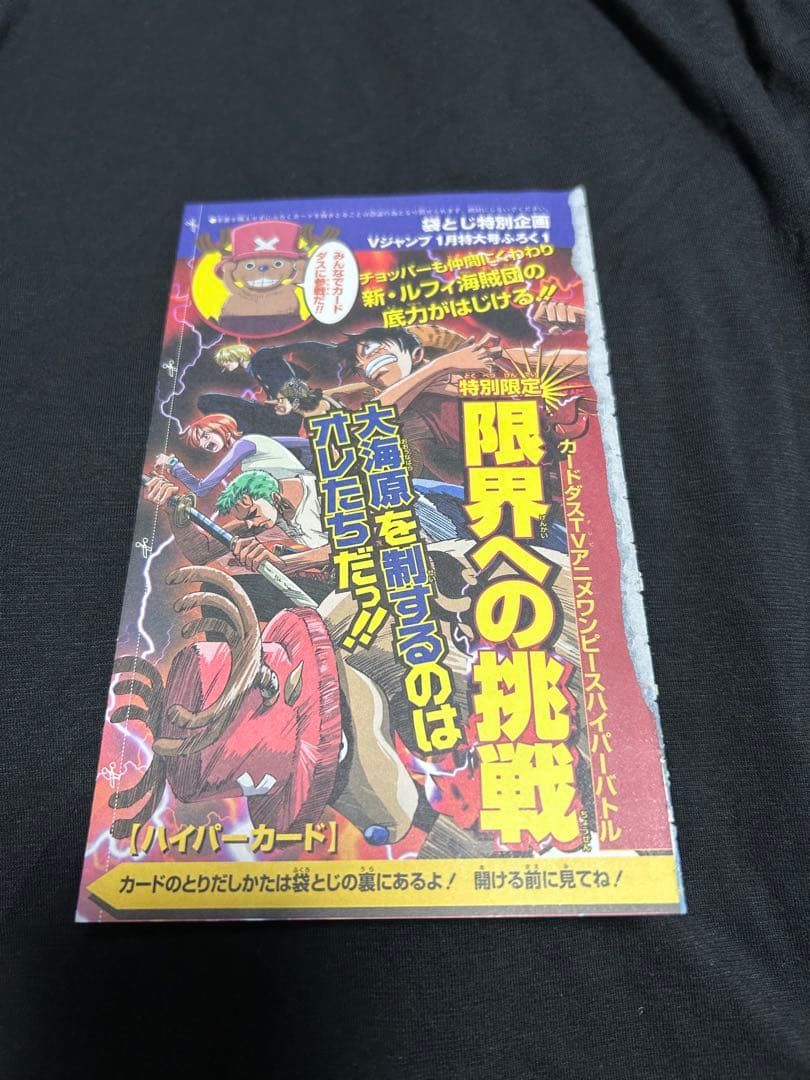 袋とじ特別企画
Vジャンプ 1月特大号ふろく1
みんなでカード
ダスに参戦だ!!
チョッパーも仲間にくわわり
新・ルフィ海賊団の
底力がはじける!!
特別限定
限界への挑戦
カードダスTVアニメワンピースハイパーバトル
大海原を制するのは
オレたちだっ!!
【ハイパーカード】
カードのとりだしかたは袋とじの裏にあるよ! 開ける前に見てね!